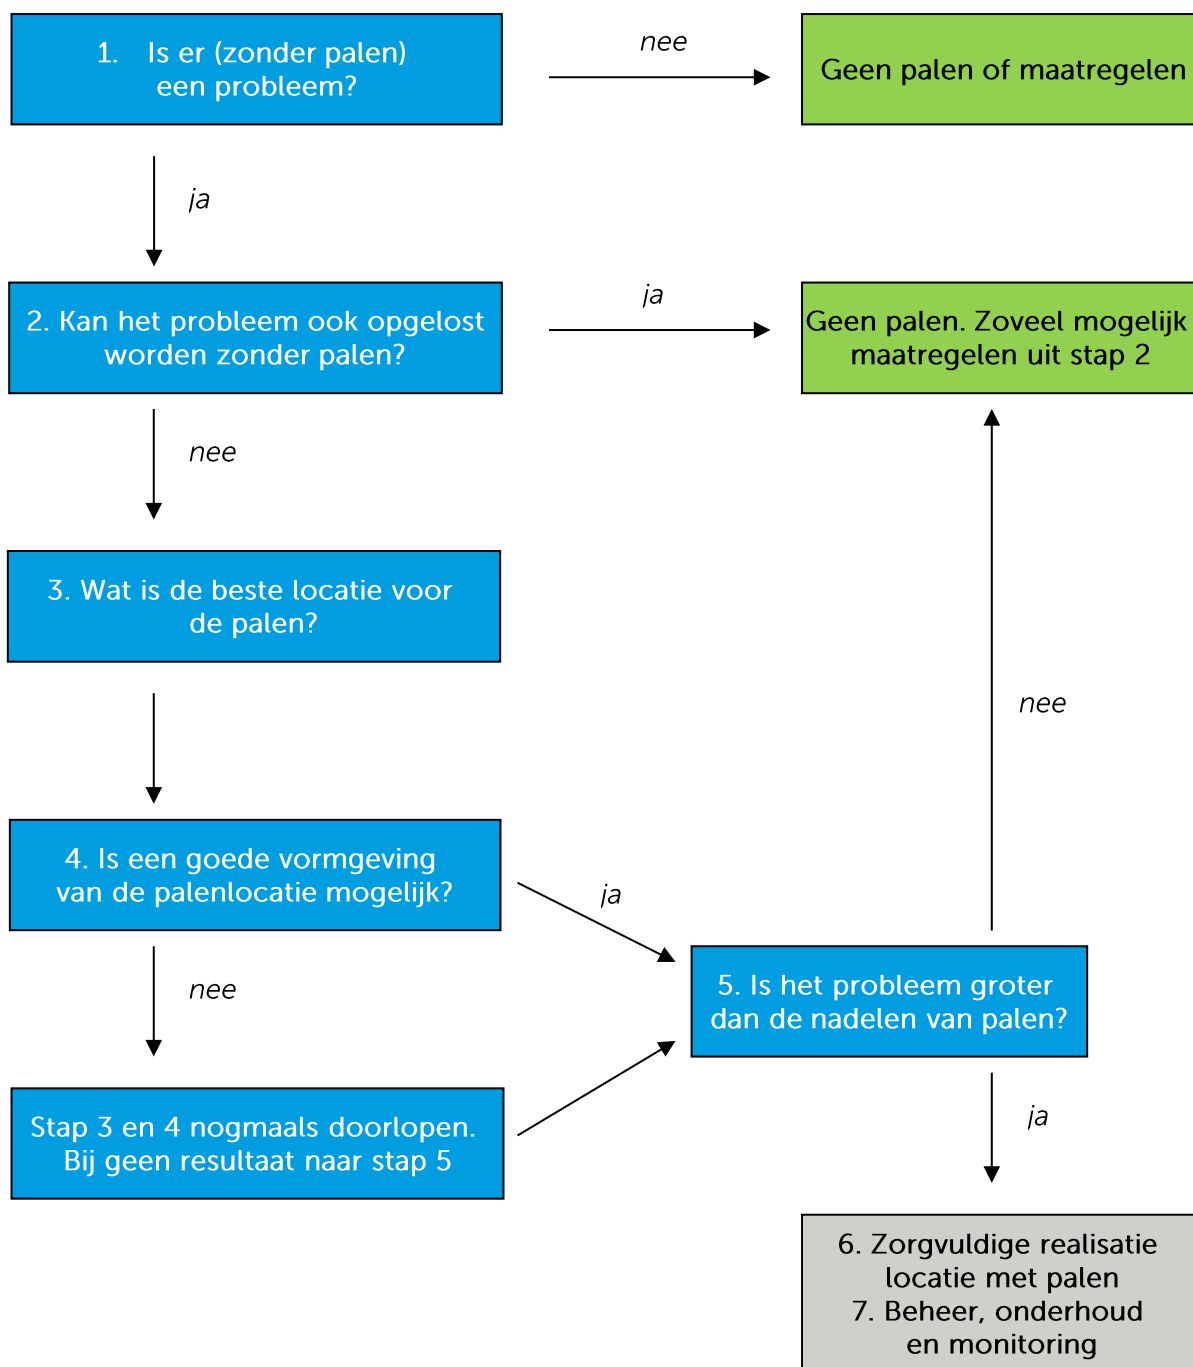 1. Is er (zonder palen)
een probleem?
nee
Geen palen of maatregelen
ja
2. Kan het probleem ook opgelost
worden zonder palen?
ja
Geen palen. Zoveel mogelijk
maatregelen uit stap 2
nee
3. Wat is de beste locatie voor
de palen?
nee
4. Is een goede vormgeving
van de palenlocatie mogelijk?
ja
nee
5. Is het probleem groter
dan de nadelen van palen?
Stap 3 en 4 nogmaals doorlopen.
Bij geen resultaat naar stap 5
ja
6. Zorgvuldige realisatie
locatie met palen
7. Beheer, onderhoud
en monitoring